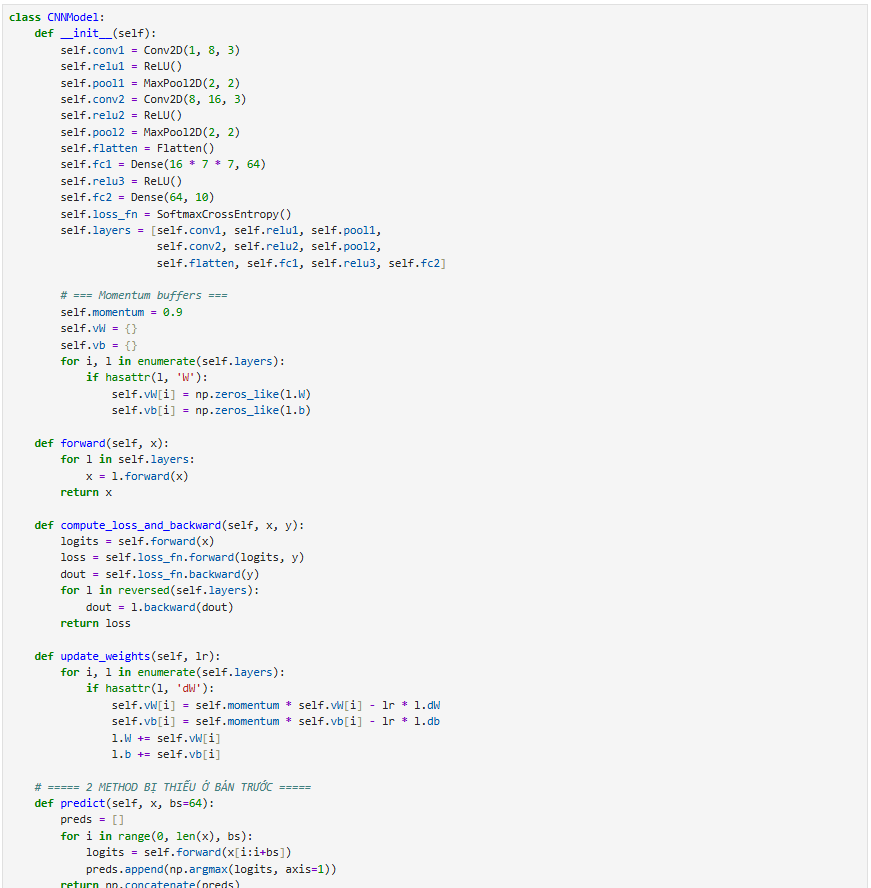 class CNNModel:
    def __init__(self):
        self.conv1 = Conv2D(1, 8, 3)
        self.relu1 = ReLU()
        self.pool1 = MaxPool2D(2, 2)
        self.conv2 = Conv2D(8, 16, 3)
        self.relu2 = ReLU()
        self.pool2 = MaxPool2D(2, 2)
        self.flatten = Flatten()
        self.fc1 = Dense(16 * 7 * 7, 64)
        self.relu3 = ReLU()
        self.fc2 = Dense(64, 10)
        self.loss_fn = SoftmaxCrossEntropy()
        self.layers = [self.conv1, self.relu1, self.pool1,
                       self.conv2, self.relu2, self.pool2,
                       self.flatten, self.fc1, self.relu3, self.fc2]

        # === Momentum buffers ===
        self.momentum = 0.9
        self.vW = {}
        self.vb = {}
        for i, l in enumerate(self.layers):
            if hasattr(l, 'W'):
                self.vW[i] = np.zeros_like(l.W)
                self.vb[i] = np.zeros_like(l.b)

    def forward(self, x):
        for l in self.layers:
            x = l.forward(x)
        return x

    def compute_loss_and_backward(self, x, y):
        logits = self.forward(x)
        loss = self.loss_fn.forward(logits, y)
        dout = self.loss_fn.backward(y)
        for l in reversed(self.layers):
            dout = l.backward(dout)
        return loss

    def update_weights(self, lr):
        for i, l in enumerate(self.layers):
            if hasattr(l, 'dW'):
                self.vW[i] = self.momentum * self.vW[i] - lr * l.dW
                self.vb[i] = self.momentum * self.vb[i] - lr * l.db
                l.W += self.vW[i]
                l.b += self.vb[i]

    # ===== 2 METHOD BỊ THIẾU Ở BẢN TRƯỚC =====
    def predict(self, x, bs=64):
        preds = []
        for i in range(0, len(x), bs):
            logits = self.forward(x[i:i+bs])
            preds.append(np.argmax(logits, axis=1))
        return np.concatenate(preds)